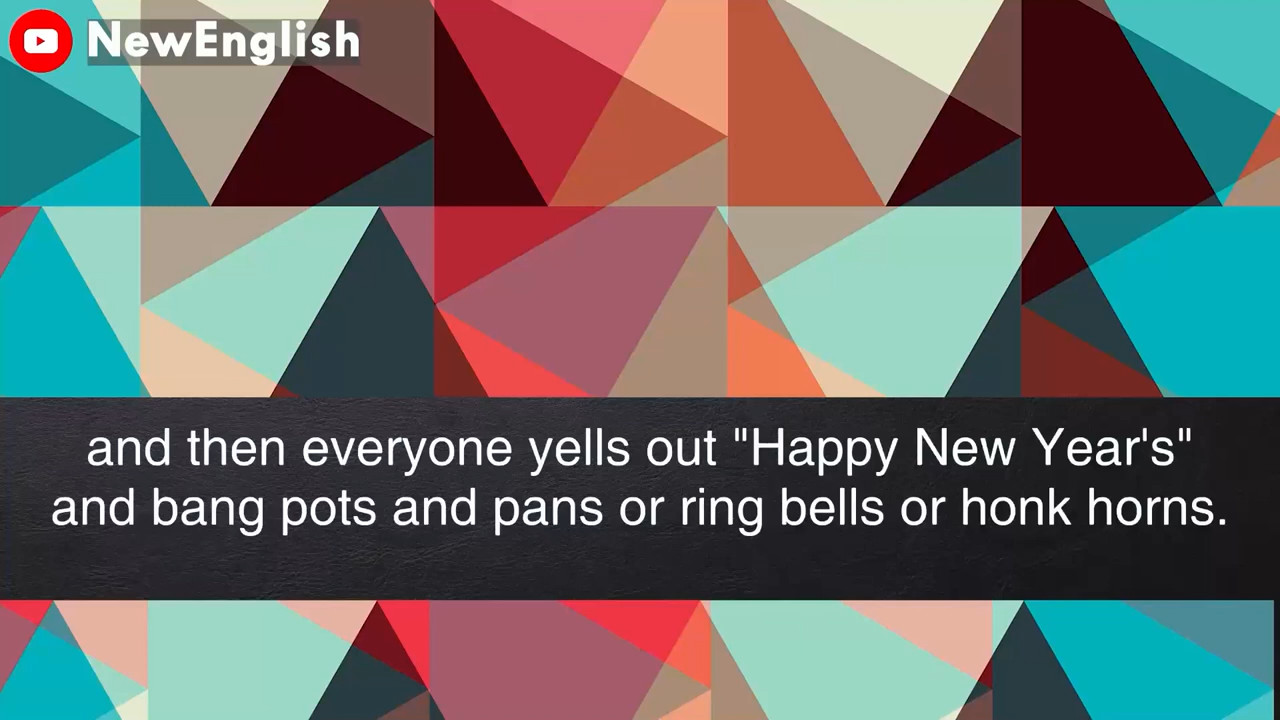 NewEnglish
and then everyone yells out "Happy New Year's"
and bang pots and pans or ring bells or honk horns.